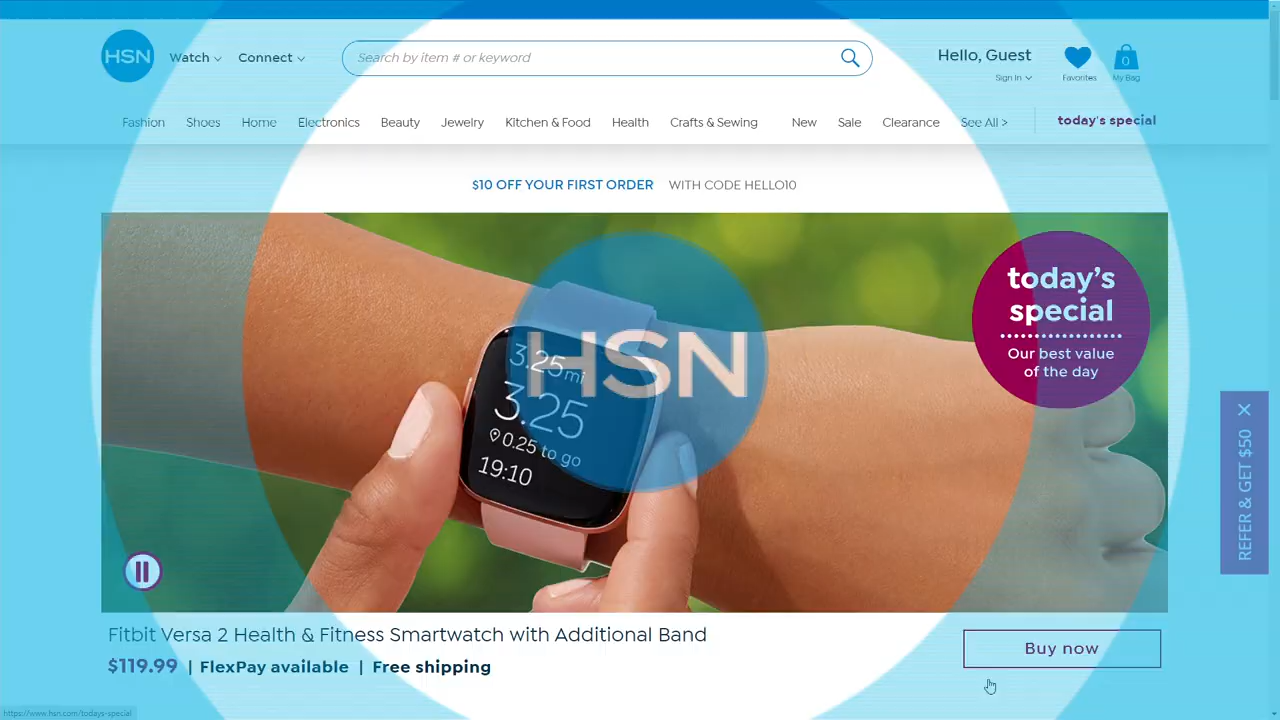 HSN
Watch
Connect
Search by item # or keyword
Hello, Guest
Sign In
Favorites
0
My Bag
Fashion
Shoes
Home
Electronics
Beauty
Jewelry
Kitchen & Food
Health
Crafts & Sewing
New
Sale
Clearance
See All >
today's special
$10 OFF YOUR FIRST ORDER WITH CODE HELLO10
today's
special
Our best value
of the day
HSN
3.25 mi
3.25
0.25 to go
19:10
REFER & GET $50
Fitbit Versa 2 Health & Fitness Smartwatch with Additional Band
Buy now
$119.99 | FlexPay available | Free shipping
https://www.hsn.com/todays-special